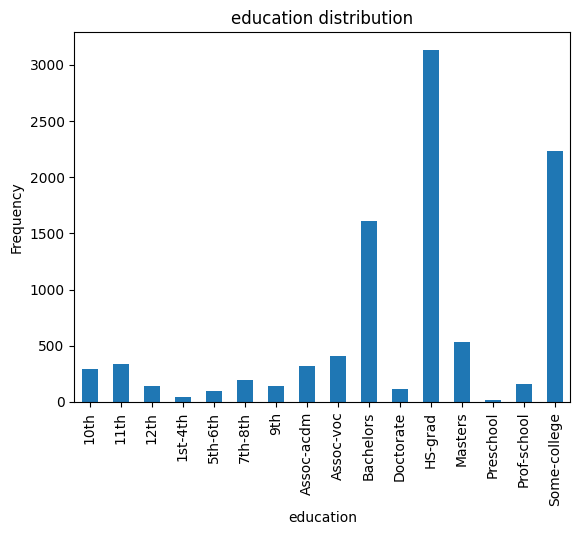 education distribution
3000
2500
2000
1500
1000
500
0
Frequency
10th
11th
12th
1st-4th
5th-6th
7th-8th
9th
Assoc-acdm
Assoc-voc
Bachelors
Doctorate
HS-grad
Masters
Preschool
Prof-school
Some-college
education